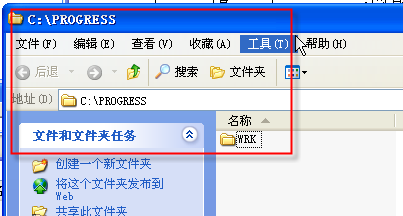 C:\PROGRESS
文件(F) 编辑(E) 查看(V) 收藏(A) 工具(T) 帮助(H)
后退 搜索 文件夹
地址(D) C:\PROGRESS
文件和文件夹任务
创建一个新文件夹
将这个文件夹发布到
Web
共享此文件夹
名称
WRK